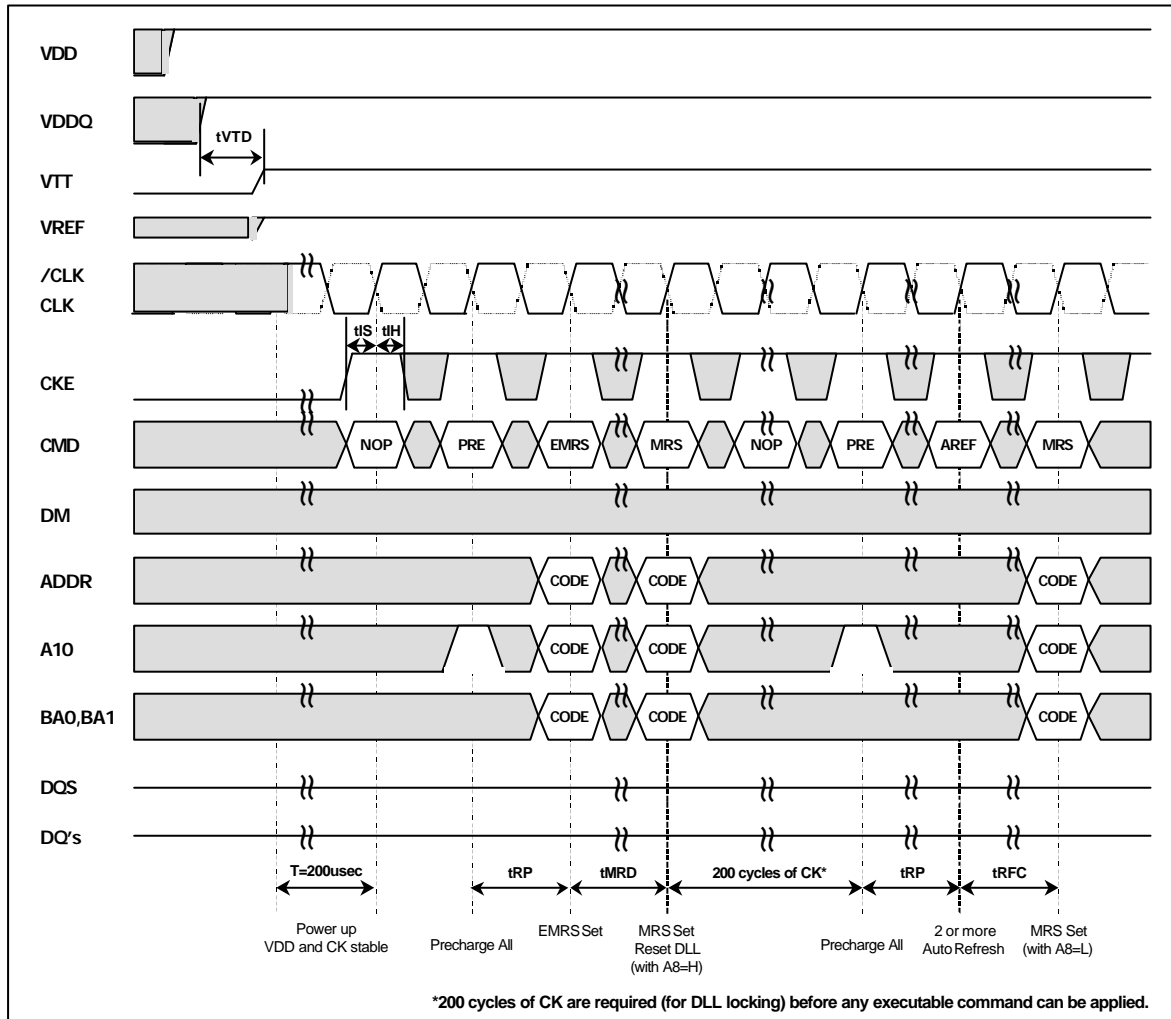 VDD
VDDQ
tVTD
VTT
VREF
/CLK
CLK
tIS tIH
CKE
CMD NOP PRE EMRS MRS NOP PRE AREF MRS
DM
ADDR CODE CODE CODE
A10 CODE CODE CODE
BA0,BA1 CODE CODE CODE
DQS
DQ's
T=200usec tRP tMRD 200 cycles of CK* tRP tRFC
Power up
VDD and CK stable
Precharge All
EMRS Set
MRS Set
Reset DLL
(with A8=H)
Precharge All
2 or more
Auto Refresh
MRS Set
(with A8=L)
*200 cycles of CK are required (for DLL locking) before any executable command can be applied.